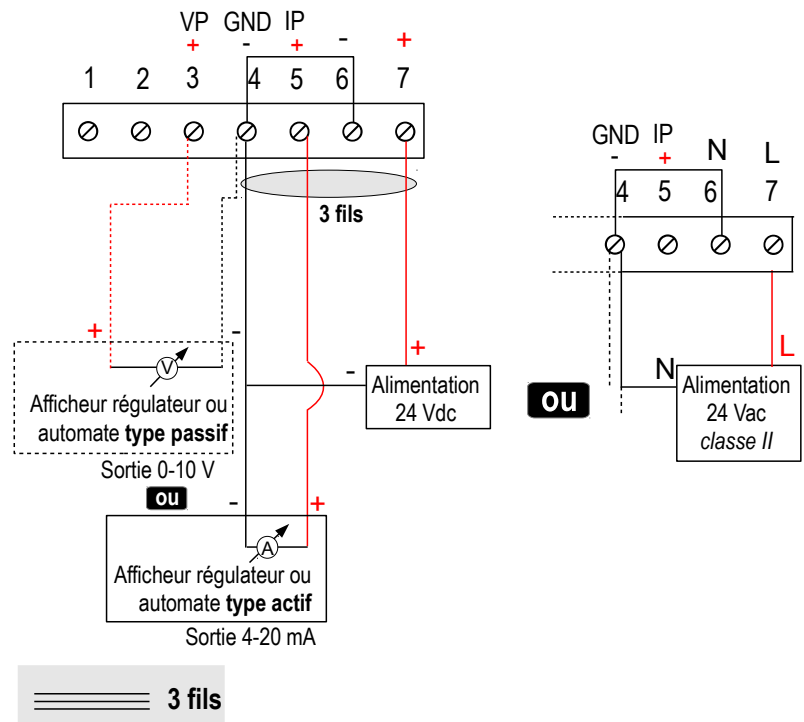 VP GND IP
+ - + - +
1 2 3 4 5 6 7
3 fils
+ -
V
Afficheur régulateur ou
automate type passif
Sortie 0-10 V
ou
- +
Alimentation
24 Vdc
- +
A
Afficheur régulateur ou
automate type actif
Sortie 4-20 mA
3 fils
ou
GND IP N L
- +
4 5 6 7
N L
Alimentation
24 Vac
classe II